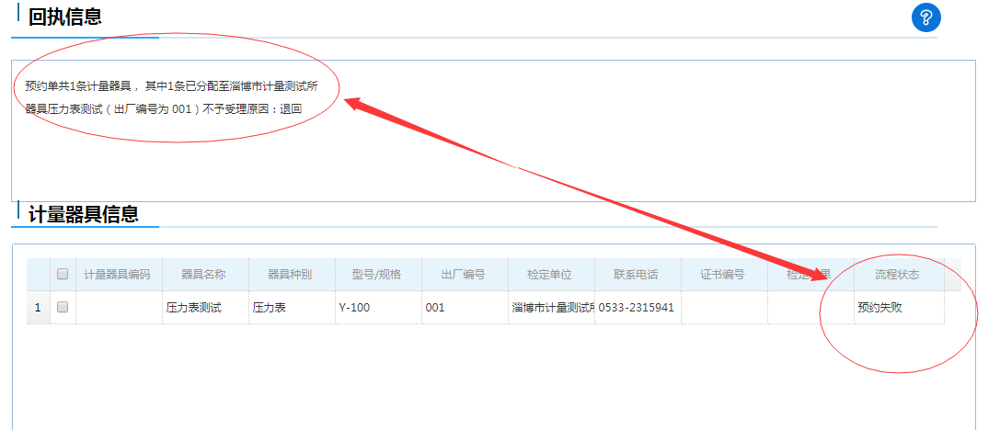 回执信息
预约单共1条计量器具，其中1条已分配至淄博市计量测试所
器具压力表测试（出厂编号为 001）不予受理原因：退回
计量器具信息
计量器具编码 器具名称 器具种别 型号/规格 出厂编号 检定单位 联系电话 证书编号 检定结果 流程状态
1 压力表测试 压力表 Y-100 001 淄博市计量测试所 0533-2315941 预约失败